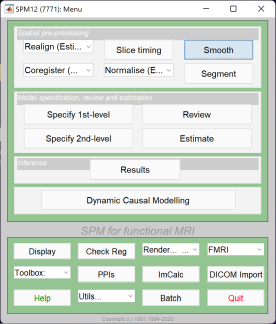 SPM12 (7771): Menu
Spatial pre-processing
Realign (Esti... Slice timing Smooth
Coregister (... Normalise (E... Segment
Model specification, review and estimation
Specify 1st-level Review
Specify 2nd-level Estimate
Inference
Results
Dynamic Causal Modelling
SPM for functional MRI
Display Check Reg Render... ... FMRI
Toolbox: PPIs ImCalc DICOM Import
Help Utils... Batch Quit
Copyright (c) 1991,1994-2020